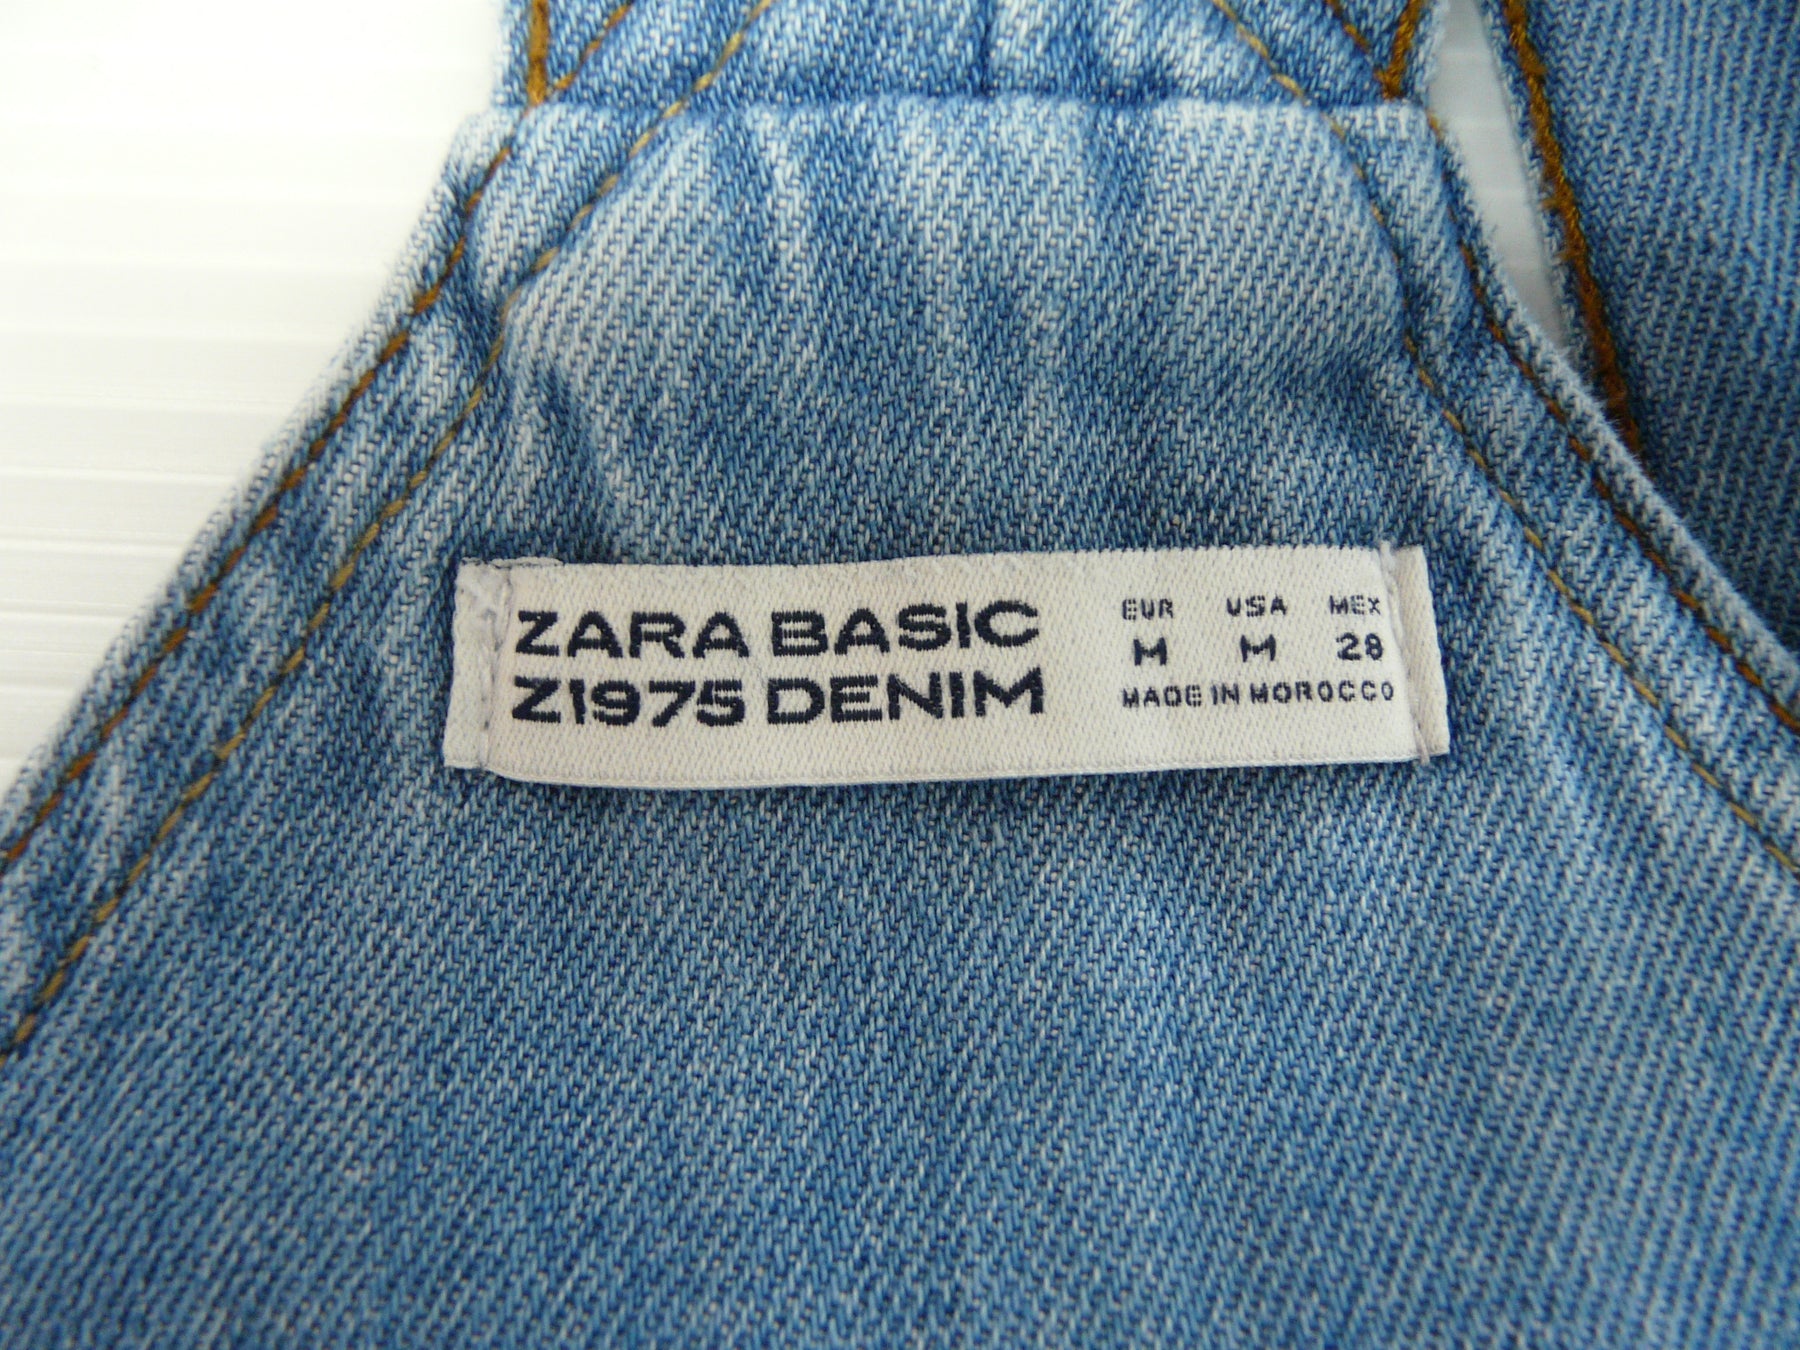 ZARA BASIC
Z1975 DENIM
EUR USA MEX
M M 28
MADE IN MOROCCO